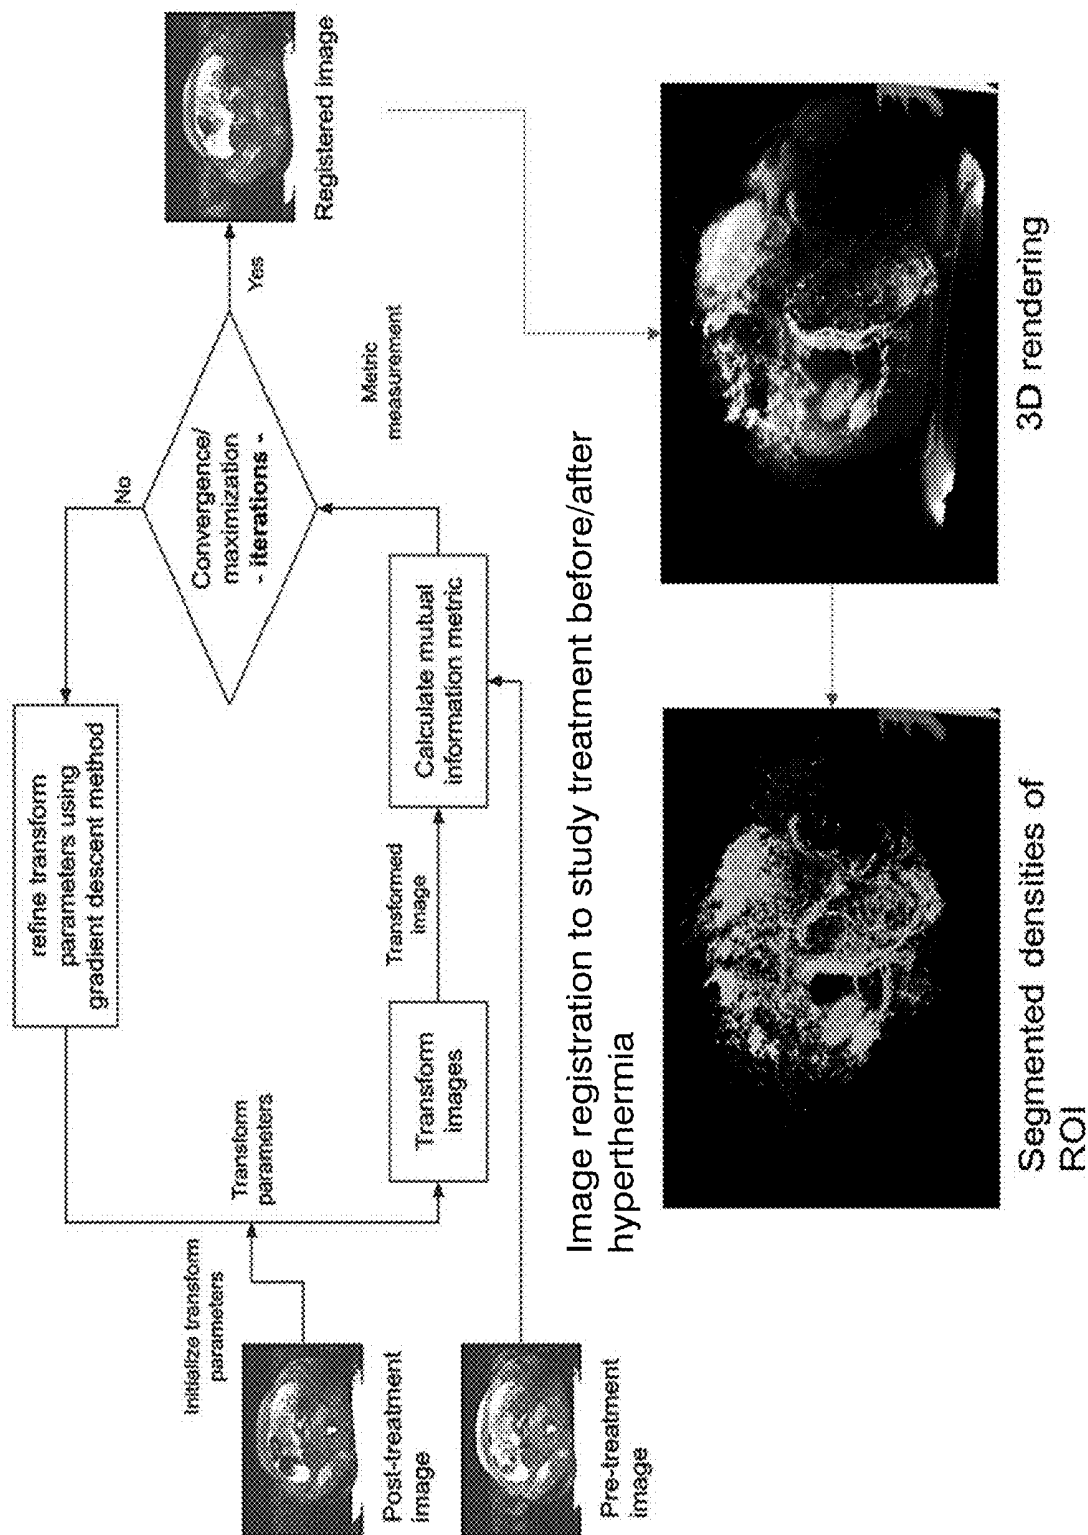 refine transform
parameters using
gradient descent method
Initialize transform
parameters
Transform
parameters
No
Convergence/
maximization
- iterations -
Yes
Registered image
Post-treatment
image
Transform
images
Transformed
image
Calculate mutual
information metric
Metric
measurement
Pre-treatment
image
Image registration to study treatment before/after
hyperthermia
Segmented densities of
ROI
3D rendering